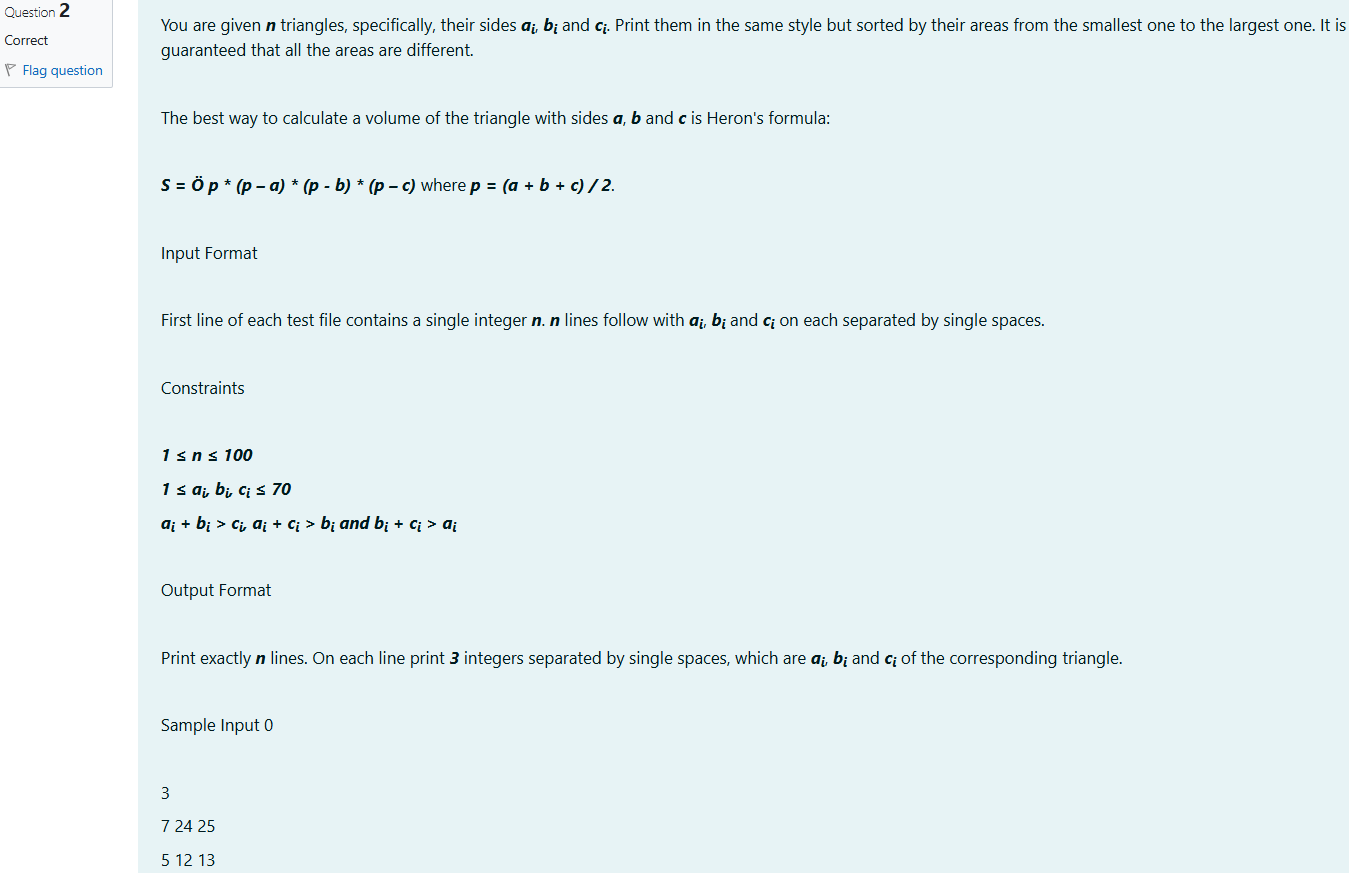 Question 2
Correct
Flag question
You are given n triangles, specifically, their sides ai, bi and ci. Print them in the same style but sorted by their areas from the smallest one to the largest one. It is
guaranteed that all the areas are different.
The best way to calculate a volume of the triangle with sides a, b and c is Heron's formula:
S = Ö p * (p – a) * (p - b) * (p – c) where p = (a + b + c) / 2.
Input Format
First line of each test file contains a single integer n. n lines follow with ai, bi and ci on each separated by single spaces.
Constraints
1 ≤ n ≤ 100
1 ≤ ai, bi, ci ≤ 70
ai + bi > ci, ai + ci > bi and bi + ci > ai
Output Format
Print exactly n lines. On each line print 3 integers separated by single spaces, which are ai, bi and ci of the corresponding triangle.
Sample Input 0
3
7 24 25
5 12 13